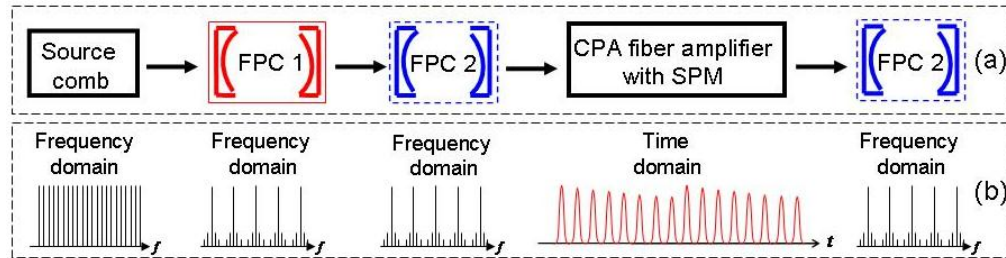 Source comb
FPC 1
FPC 2
CPA fiber amplifier with SPM
FPC 2
(a)
Frequency domain
Frequency domain
Frequency domain
Time domain
Frequency domain
(b)
f
f
f
t
f